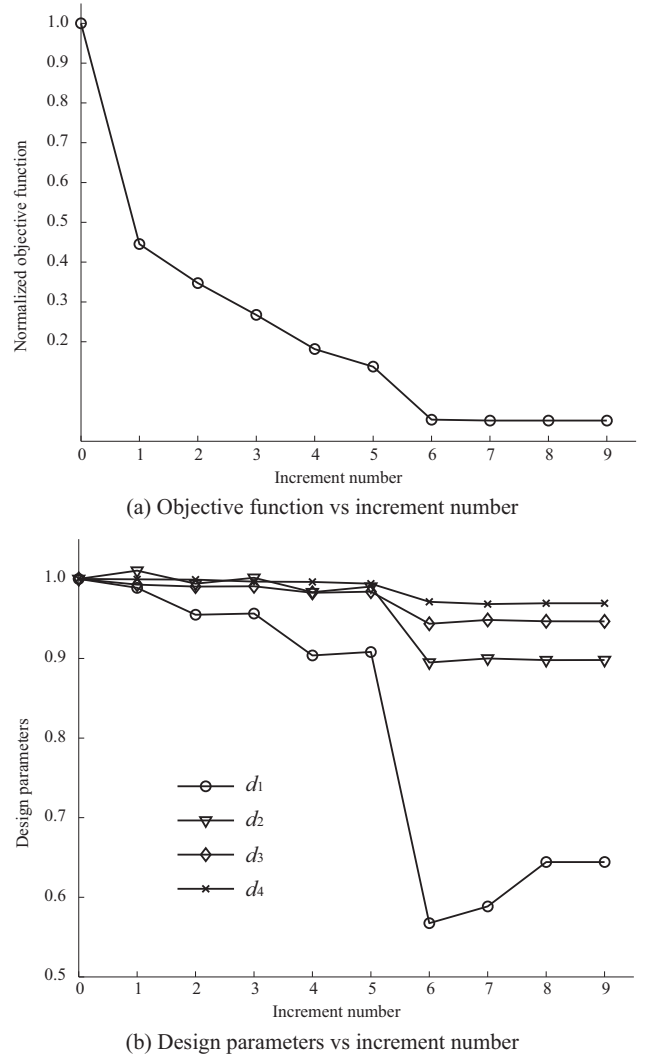 1.0
0.9
0.8
0.7
0.6
0.5
0.4
0.3
0.2
Normalized objective function
0 1 2 3 4 5 6 7 8 9
Increment number
(a) Objective function vs increment number
1.0
0.9
0.8
0.7
0.6
0.5
Design parameters
d1
d2
d3
d4
0 1 2 3 4 5 6 7 8 9
Increment number
(b) Design parameters vs increment number